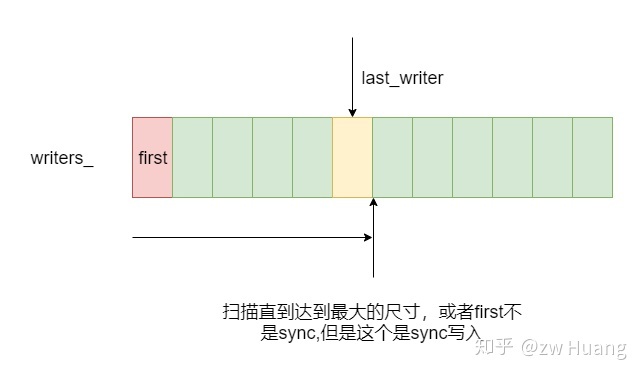 last_writer
writers_
first
扫描直到达到最大的尺寸，或者first不
是sync,但是这个是sync写入
知乎 @zw Huang